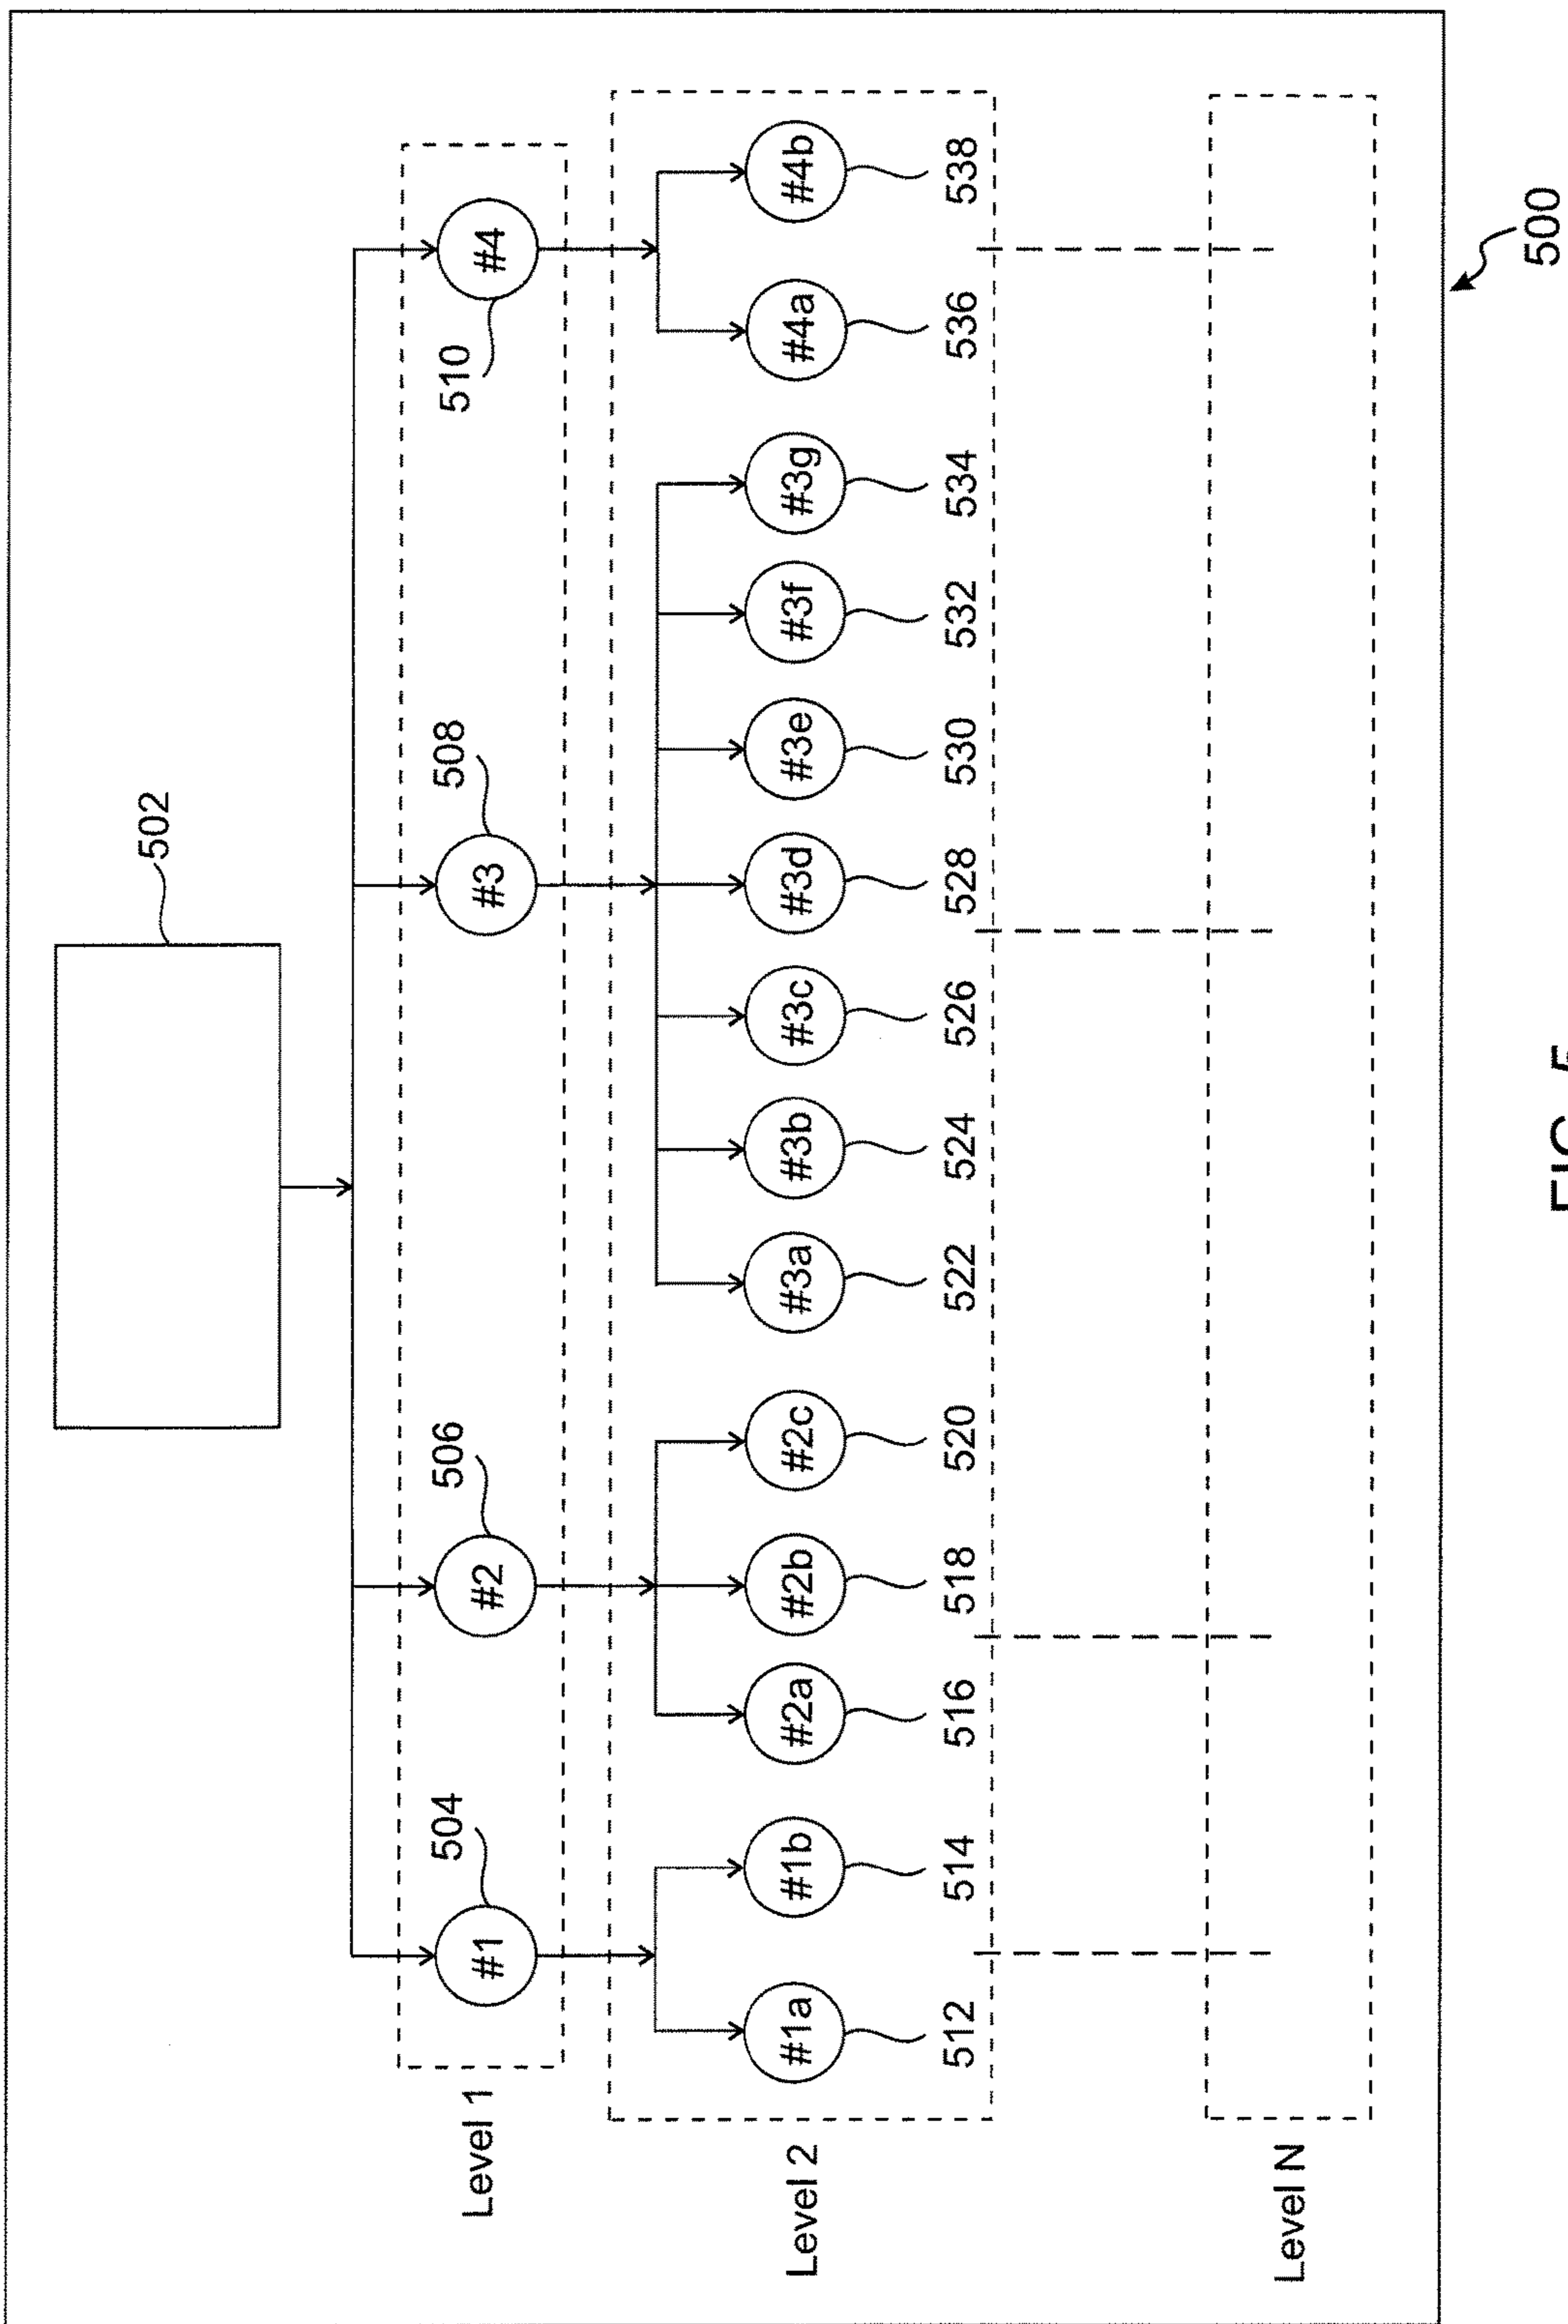 502
504
506
508
510
Level 1
#1
#2
#3
#4
Level 2
#1a
#1b
#2a
#2b
#2c
#3a
#3b
#3c
#3d
#3e
#3f
#3g
#4a
#4b
512
514
516
518
520
522
524
526
528
530
532
534
536
538
Level N
500
FIG. 5